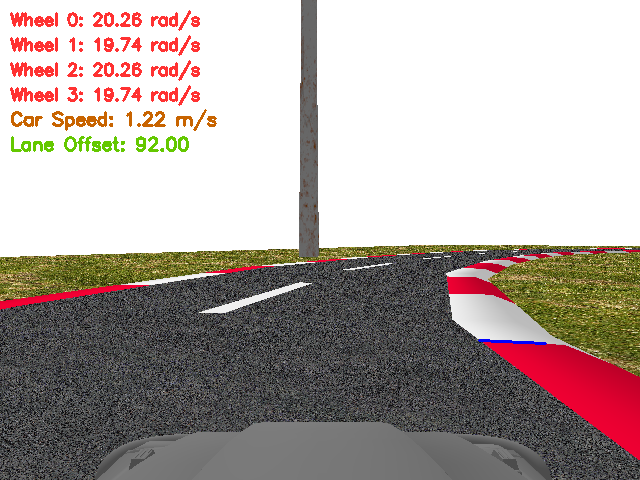 Wheel 0: 20.26 rad/s
Wheel 1: 19.74 rad/s
Wheel 2: 20.26 rad/s
Wheel 3: 19.74 rad/s
Car Speed: 1.22 m/s
Lane Offset: 92.00